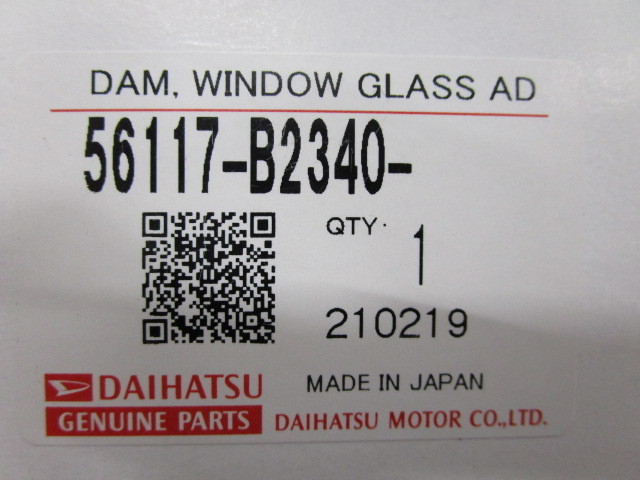 DAM, WINDOW GLASS AD
56117-B2340-
QTY. 1
210219
DAIHATSU
MADE IN JAPAN
GENUINE PARTS
DAIHATSU MOTOR CO.,LTD.